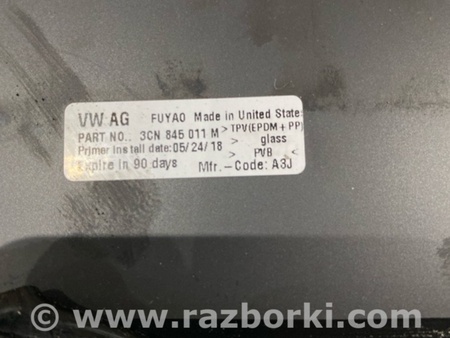 VW AG FUYAO Made in United State
PART NO.. 3CN 845 011 M >TPV(EPDM + PP)
Primer Install date: 05/24/18 > glass
Expire in 90 days > PVB <
Mfr.-Code: A3J
© www.razborki.com